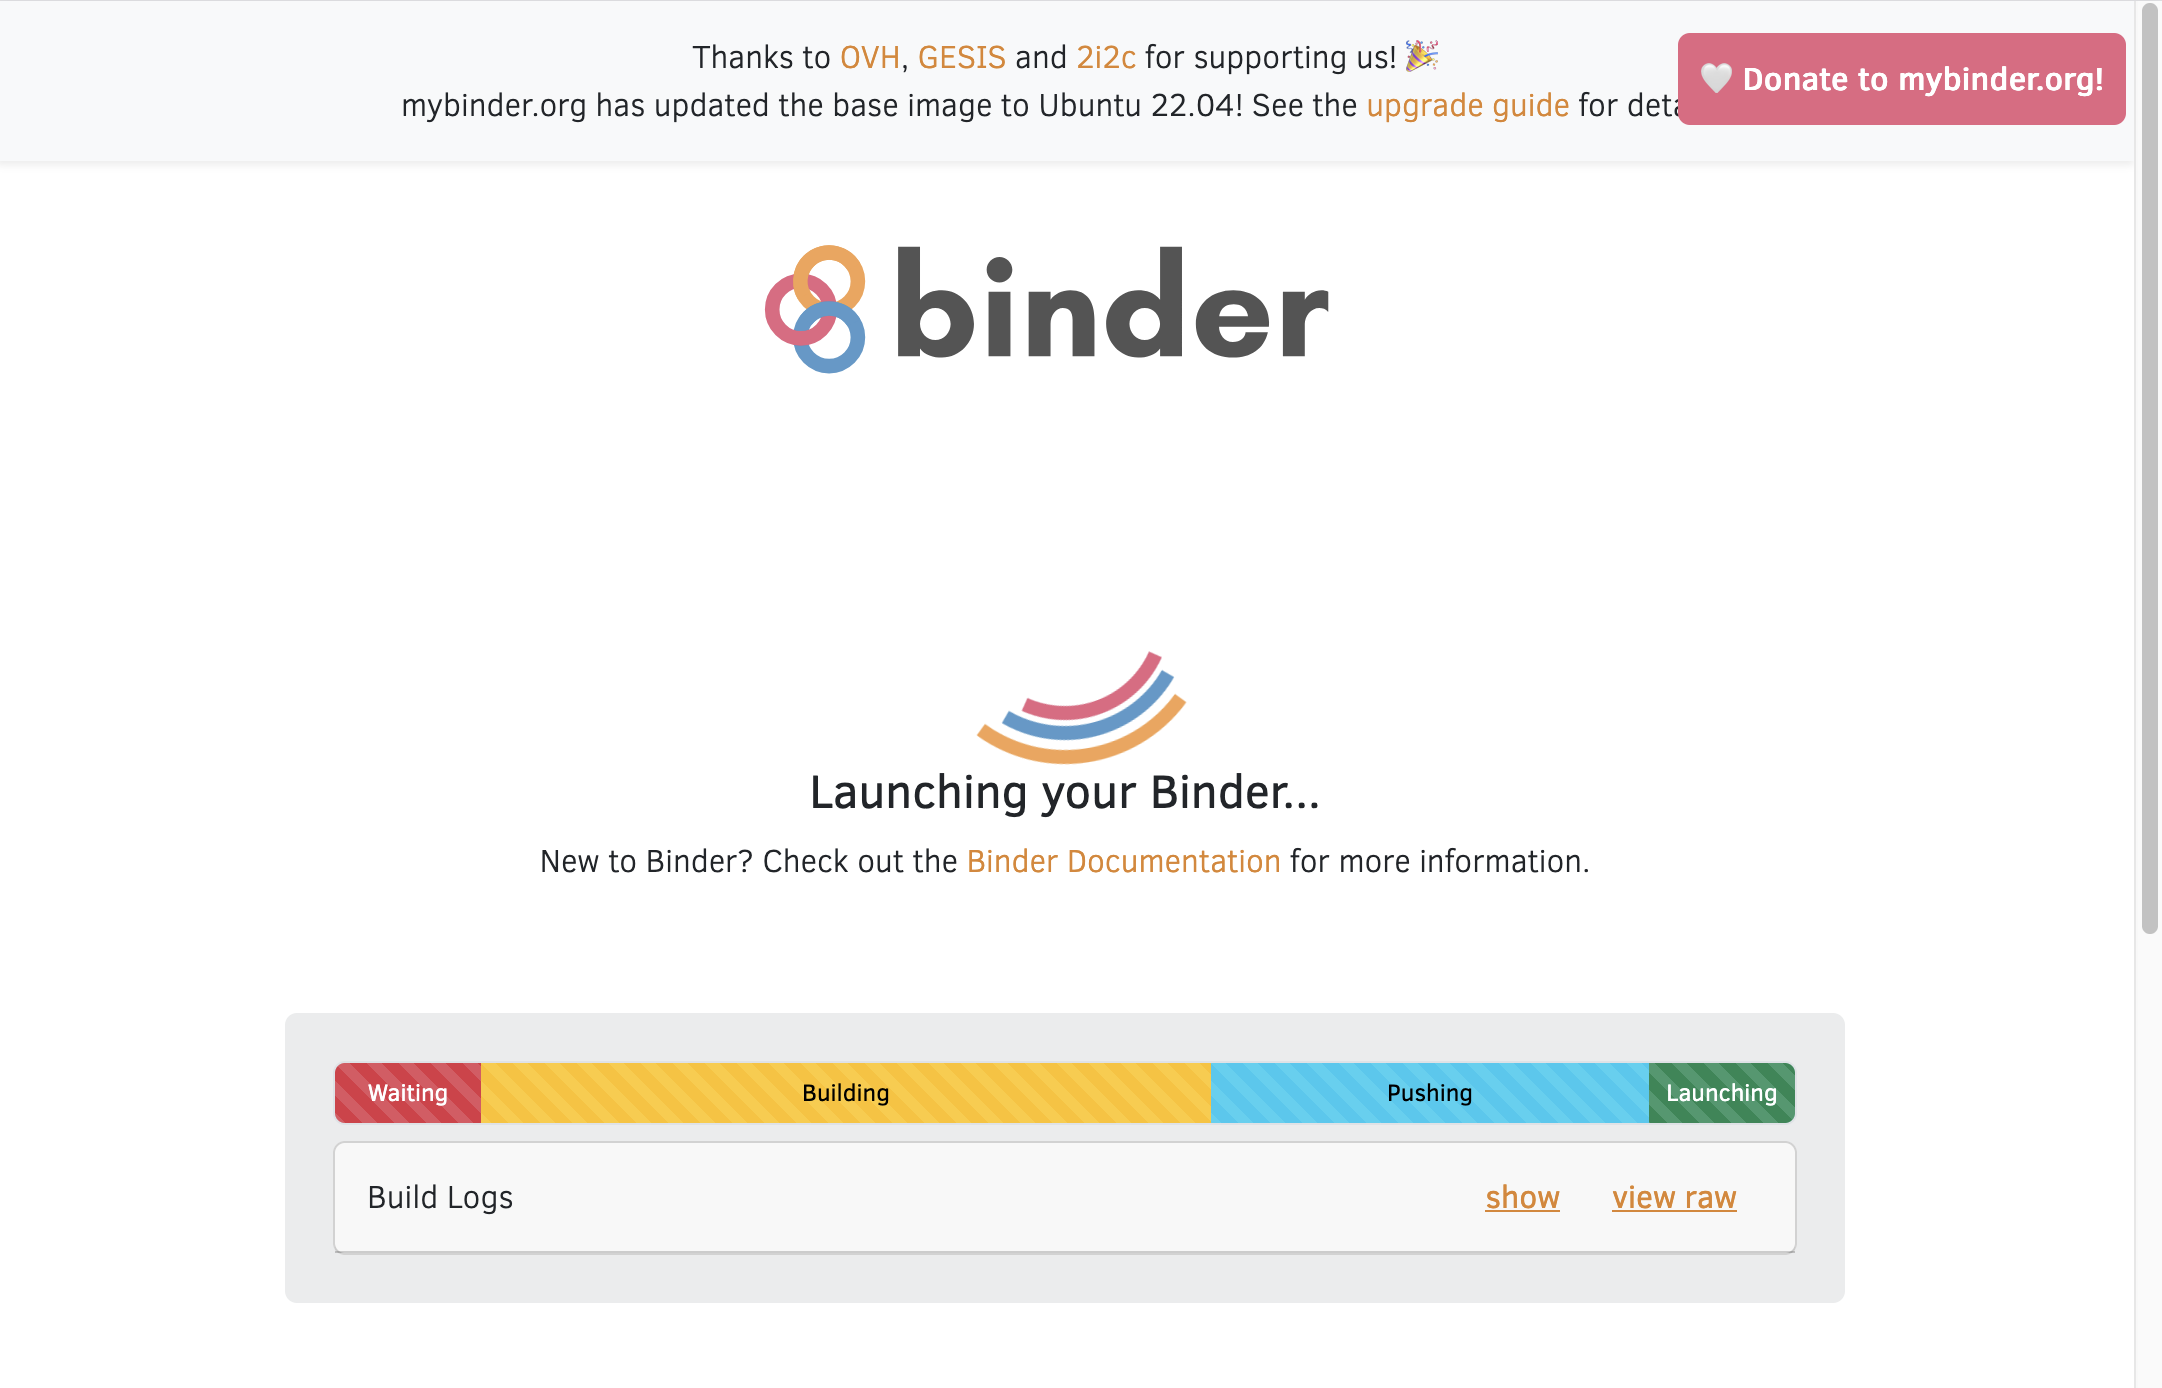 Thanks to OVH, GESIS and 2i2c for supporting us! 🎉
mybinder.org has updated the base image to Ubuntu 22.04! See the upgrade guide for
🤍 Donate to mybinder.org!
binder
Launching your Binder...
New to Binder? Check out the Binder Documentation for more information.
Waiting Building Pushing Launching
Build Logs show view raw